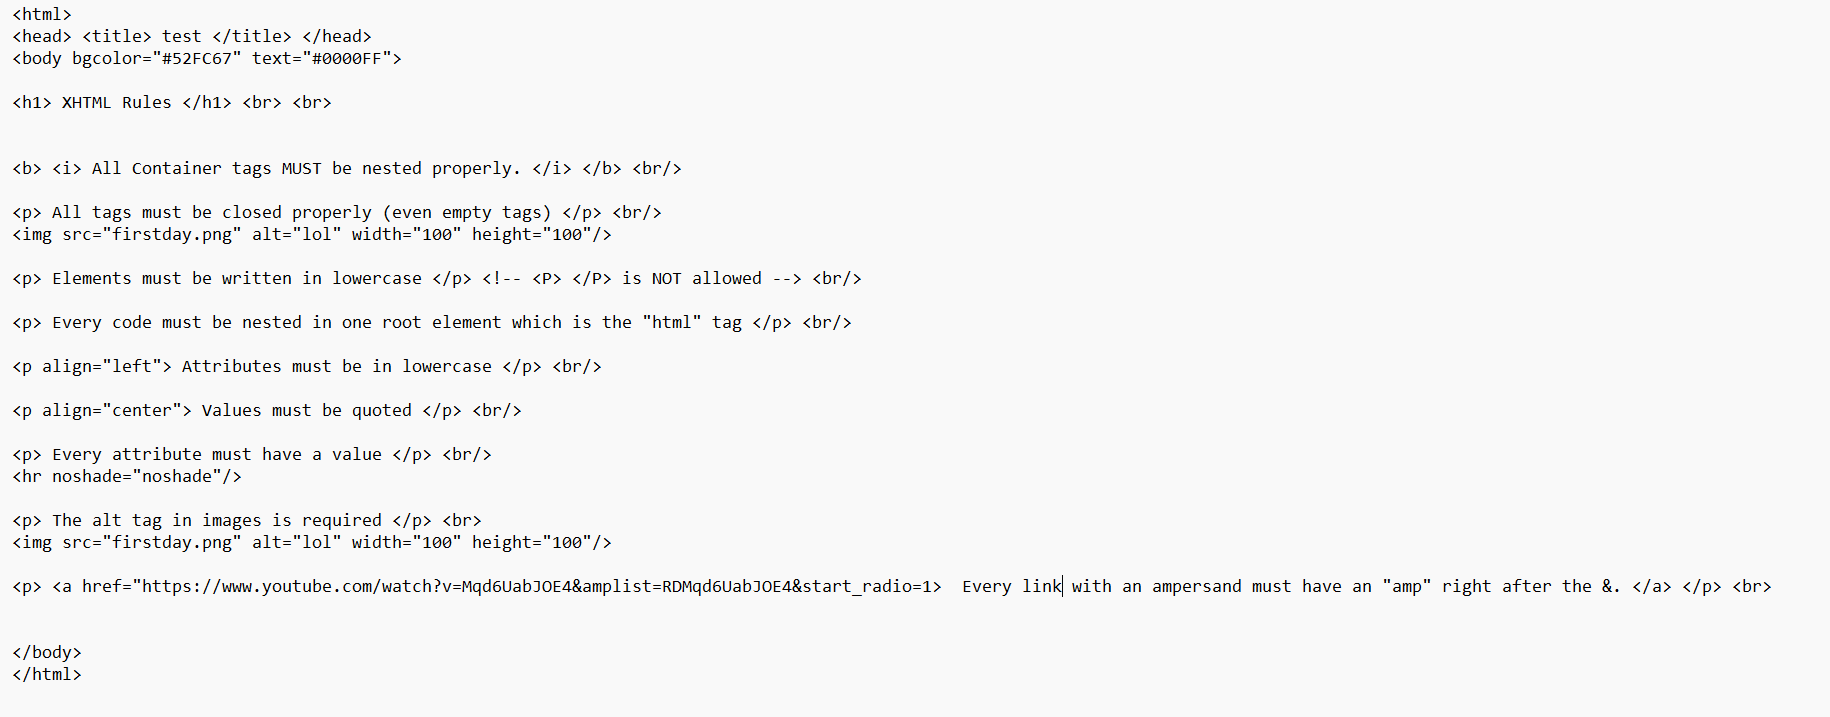 <html>
<head> <title> test </title> </head>
<body bgcolor="#52FC67" text="#0000FF">
<h1> XHTML Rules </h1> <br> <br>
<b> <i> All Container tags MUST be nested properly. </i> </b> <br/>
<p> All tags must be closed properly (even empty tags) </p> <br/>
<img src="firstday.png" alt="lol" width="100" height="100"/>
<p> Elements must be written in lowercase </p> <!-- <P> </P> is NOT allowed --> <br/>
<p> Every code must be nested in one root element which is the "html" tag </p> <br/>
<p align="left"> Attributes must be in lowercase </p> <br/>
<p align="center"> Values must be quoted </p> <br/>
<p> Every attribute must have a value </p> <br/>
<hr noshade="noshade"/>
<p> The alt tag in images is required </p> <br>
<img src="firstday.png" alt="lol" width="100" height="100"/>
<p> <a href="https://www.youtube.com/watch?v=Mqd6UabJOE4&amplist=RDMqd6UabJOE4&start_radio=1>  Every link with an ampersand must have an "amp" right after the &. </a> </p> <br>
</body>
</html>